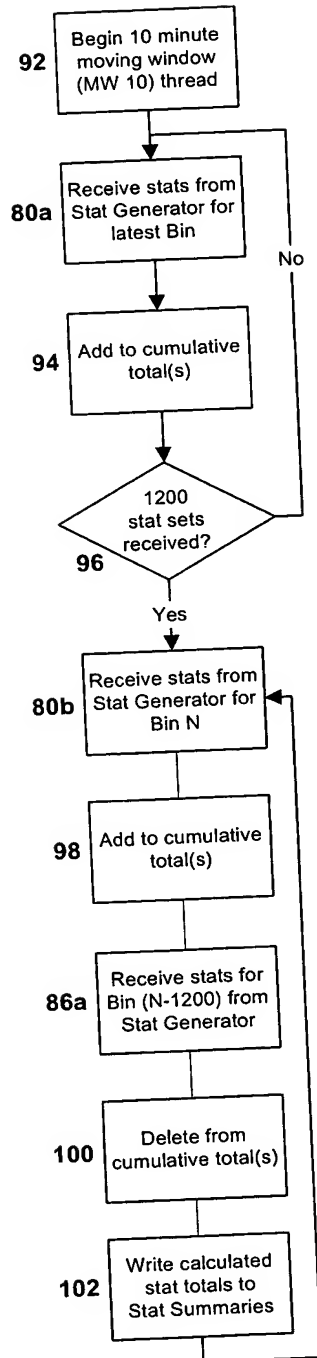 92
Begin 10 minute
moving window
(MW 10) thread
80a
Receive stats from
Stat Generator for
latest Bin
No
94
Add to cumulative
total(s)
1200
stat sets
received?
96
Yes
80b
Receive stats from
Stat Generator for
Bin N
98
Add to cumulative
total(s)
86a
Receive stats for
Bin (N-1200) from
Stat Generator
100
Delete from
cumulative total(s)
102
Write calculated
stat totals to
Stat Summaries